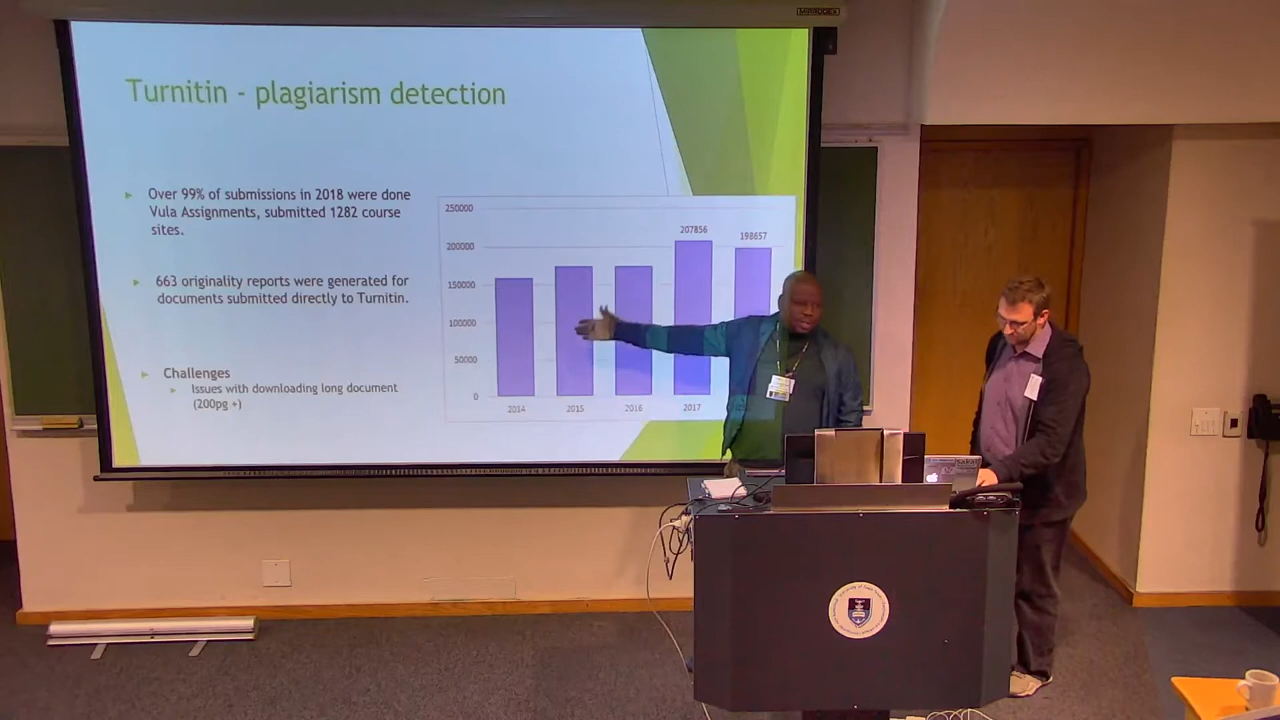 Turnitin - plagiarism detection
Over 99% of submissions in 2018 were done
Vula Assignments, submitted 1282 course
sites.
663 originality reports were generated for
documents submitted directly to Turnitin.
Challenges
Issues with downloading long document
(200pg +)
250000
200000
150000
100000
50000
0
207856
198657
2014
2015
2016
2017
sakai